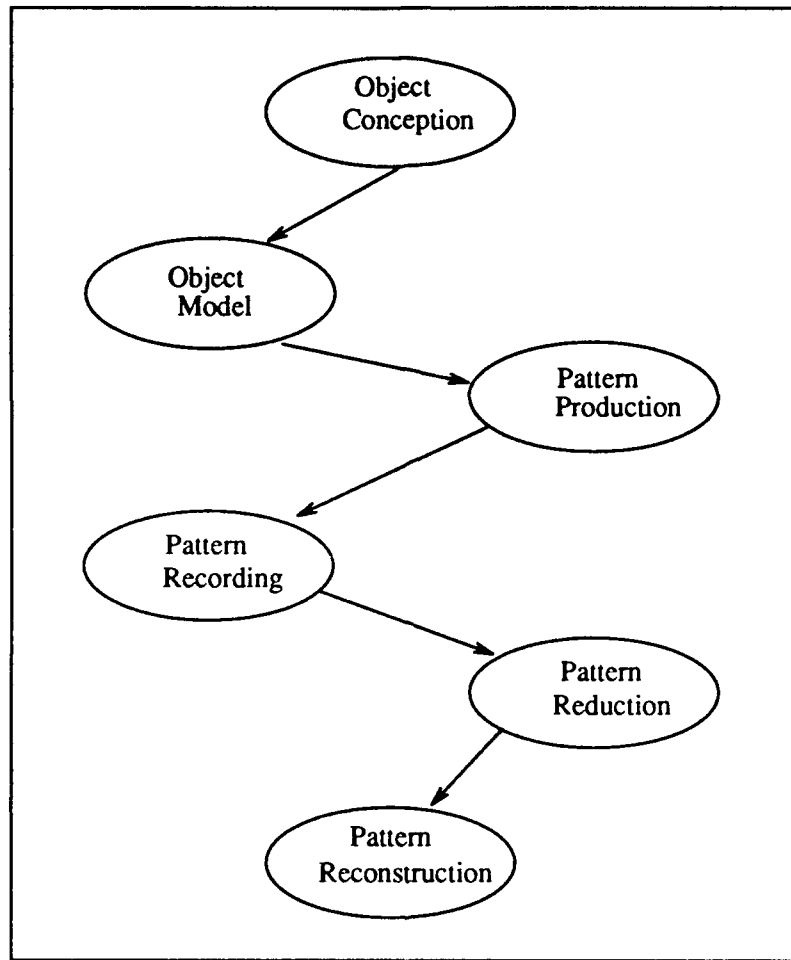 Object
Conception
Object
Model
Pattern
Production
Pattern
Recording
Pattern
Reduction
Pattern
Reconstruction